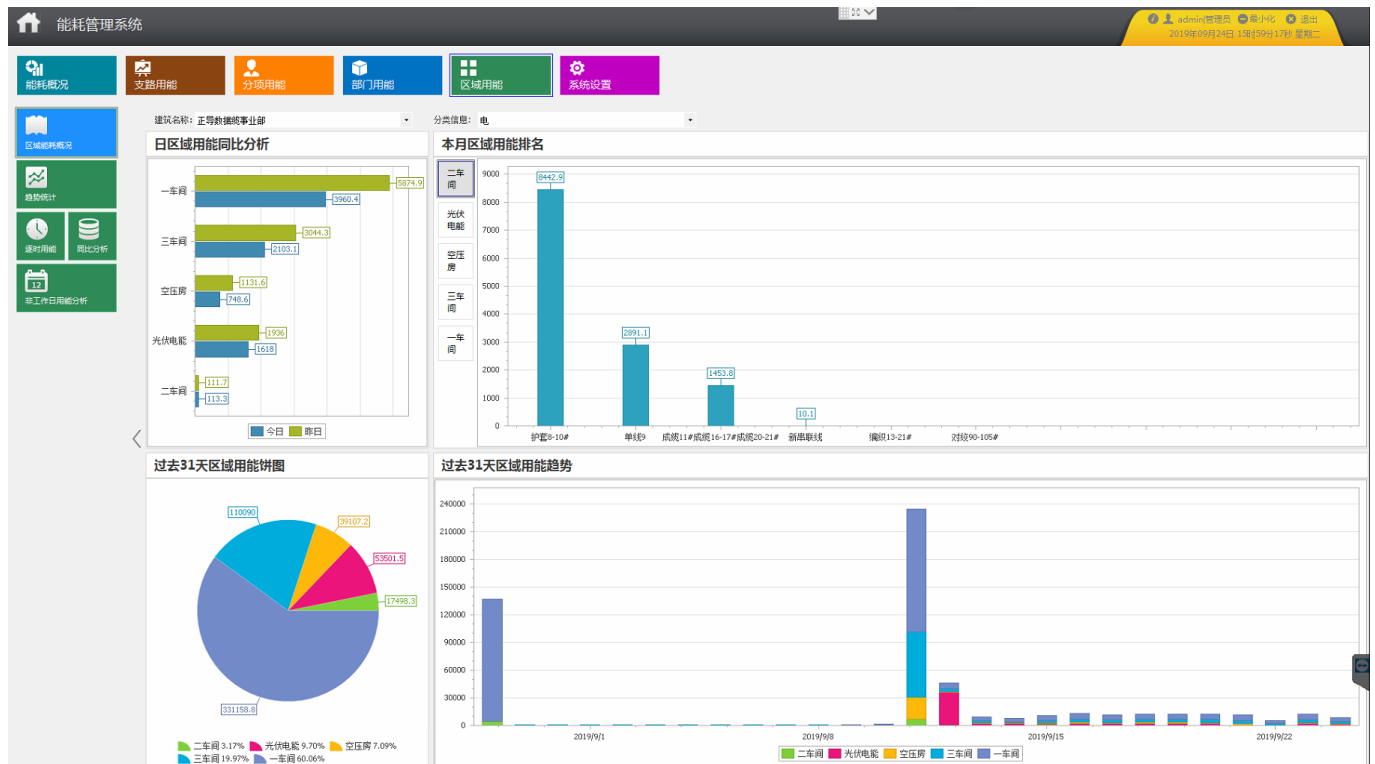 能耗管理系统
admin|管理员 最小化 退出
2019年09月24日 15时59分17秒 星期二
能耗概况
支路用能
分项用能
部门用能
区域用能
系统设置
区域能耗概况
趋势统计
逐时用能
同比分析
12
非工作日用能分析
建筑名称: 正导数据缆事业部
分类信息: 电
日区域用能同比分析
一车间
5874.9
3960.4
三车间
3044.3
2103.1
空压房
1131.6
748.6
光伏电能
1936
1618
二车间
111.7
113.3
今日 昨日
本月区域用能排名
二车间
光伏电能
空压房
三车间
一车间
9000
8000
7000
6000
5000
4000
3000
2000
1000
0
8442.9
2891.1
1453.8
10.1
护套8-10#
单线9
成缆11#成缆16-17#成缆20-21#
新串联线
编织13-21#
对绞90-105#
过去31天区域用能饼图
110090
39107.2
53501.5
17498.3
331158.8
二车间 3.17% 光伏电能 9.70% 空压房 7.09%
三车间 19.97% 一车间 60.06%
过去31天区域用能趋势
240000
210000
180000
150000
120000
90000
60000
30000
0
2019/9/1
2019/9/8
2019/9/15
2019/9/22
二车间 光伏电能 空压房 三车间 一车间